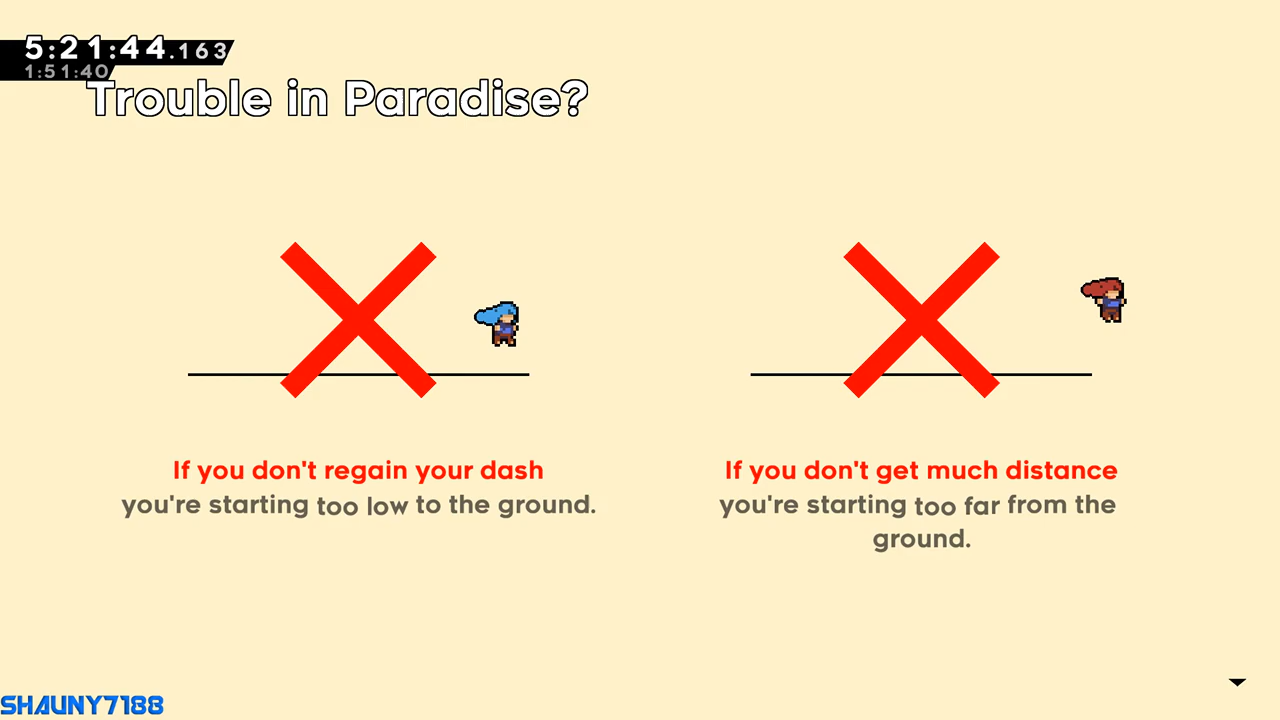 5:21:44.163
1:51:40
Trouble in Paradise?
If you don't regain your dash
you're starting too low to the ground.
If you don't get much distance
you're starting too far from the
ground.
SHAUNY7188